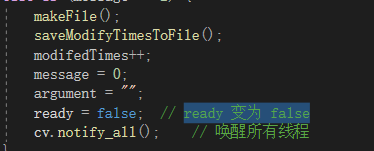 makeFile();
saveModifyTimesToFile();
modifedTimes++;
message = 0;
argument = "";
ready = false;  // ready 变为 false
cv.notify_all();    // 唤醒所有线程